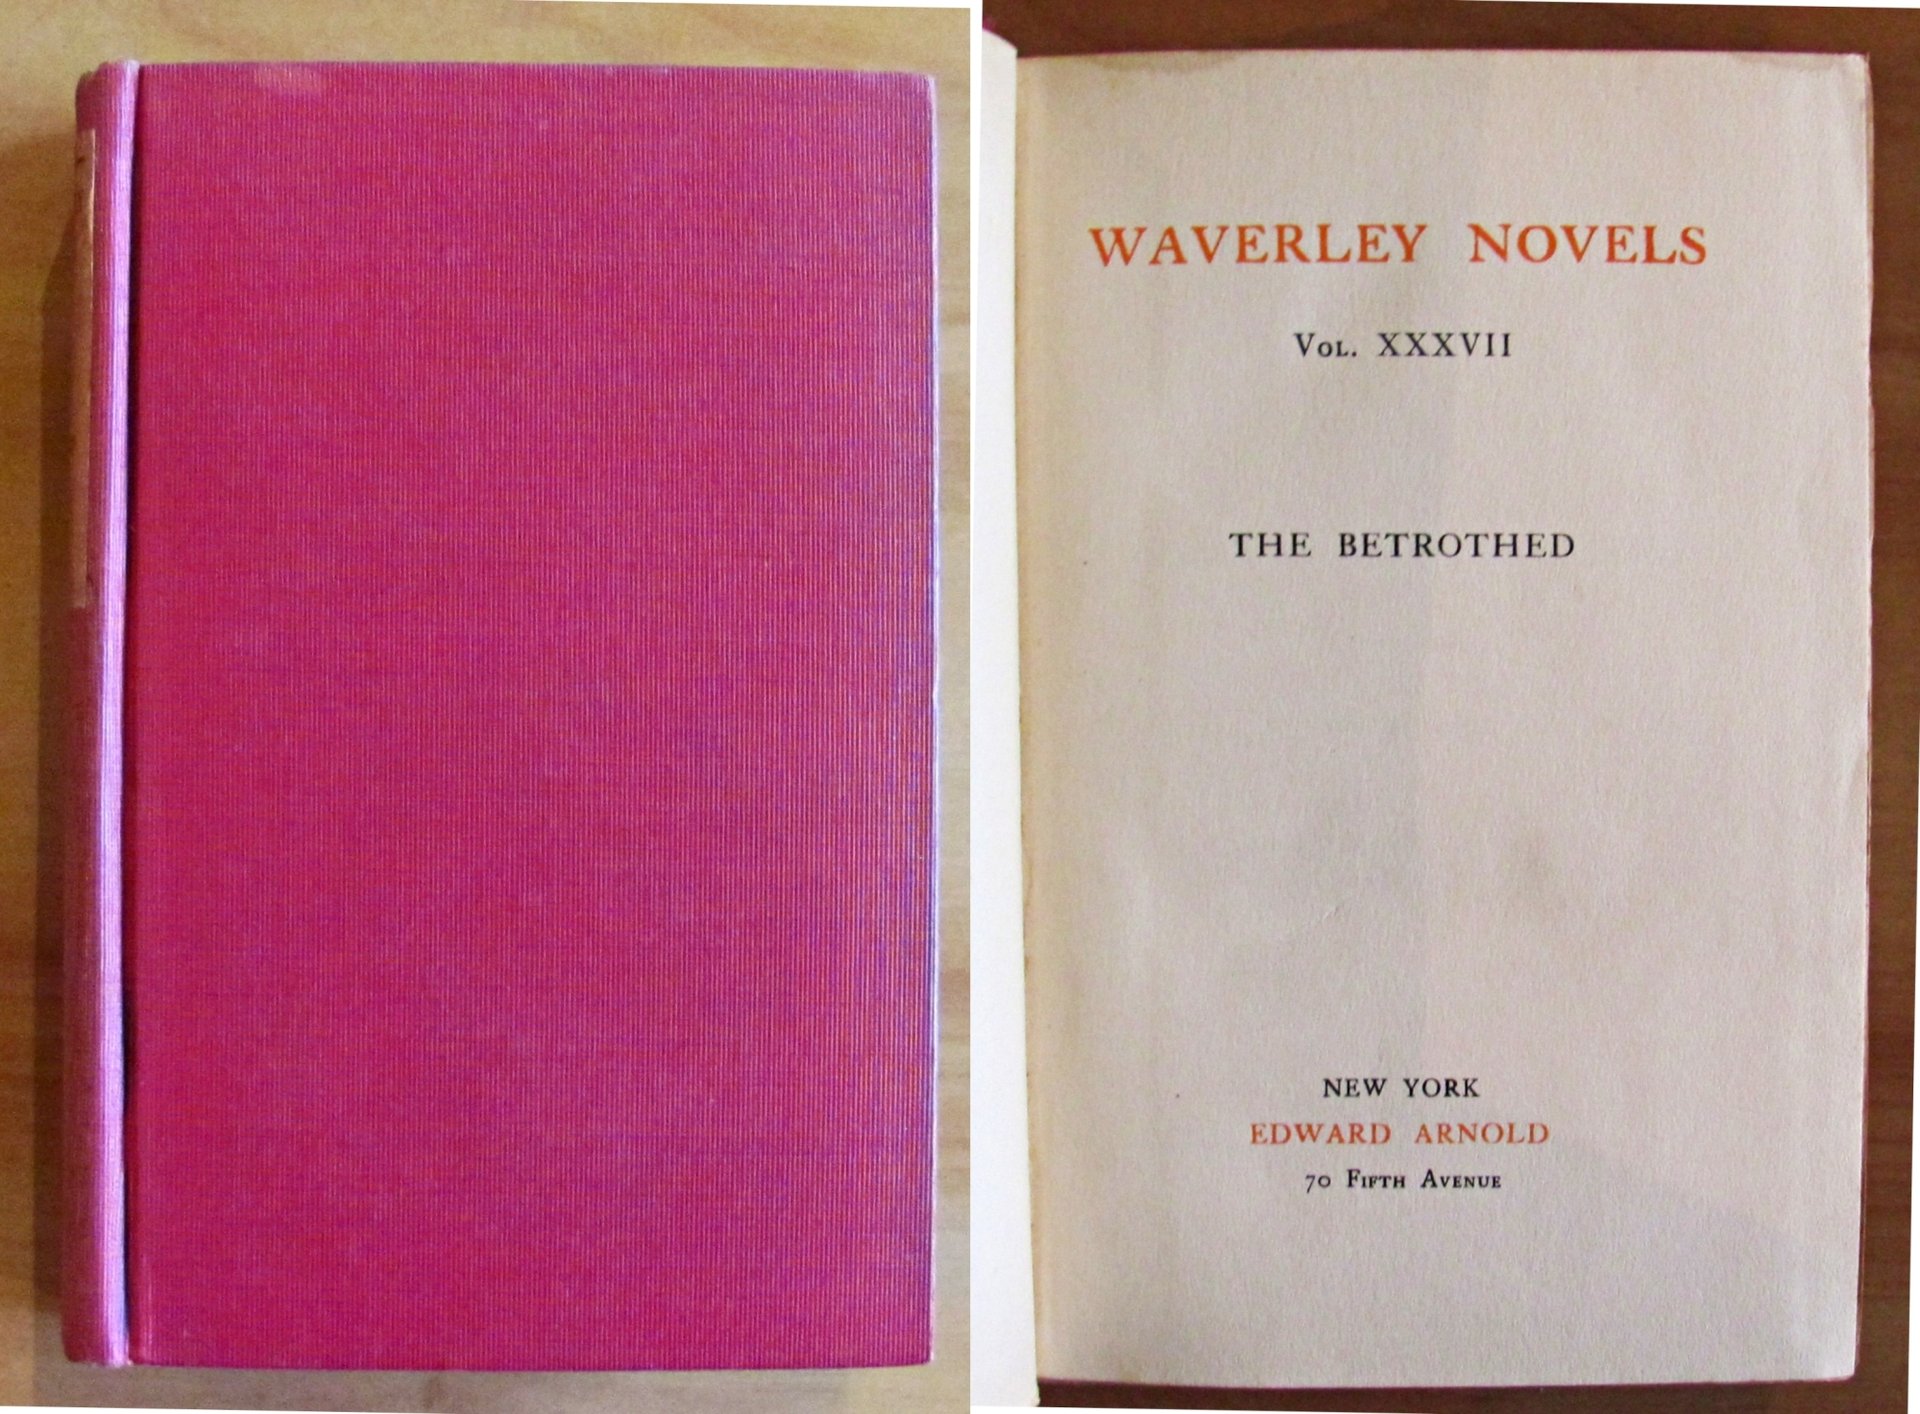 WAVERLEY NOVELS
Vol. XXXVII
THE BETROTHED
NEW YORK
EDWARD ARNOLD
70 Fifth Avenue